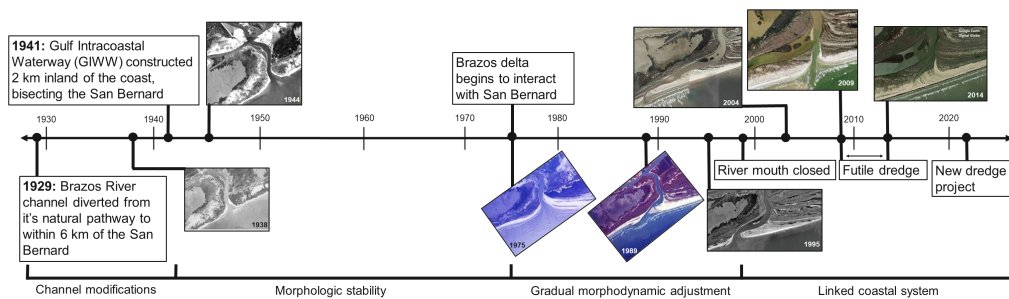 1941: Gulf Intracoastal
Waterway (GIWW) constructed
2 km inland of the coast,
bisecting the San Bernard
1944
Brazos delta
begins to interact
with San Bernard
2004
2009
Google Earth
Digital Globe
2014
1930
1940
1950
1960
1970
1980
1990
2000
2010
2020
1929: Brazos River
channel diverted from
it's natural pathway to
within 6 km of the San
Bernard
1938
1975
1989
1995
River mouth closed
Futile dredge
New dredge
project
Channel modifications
Morphologic stability
Gradual morphodynamic adjustment
Linked coastal system